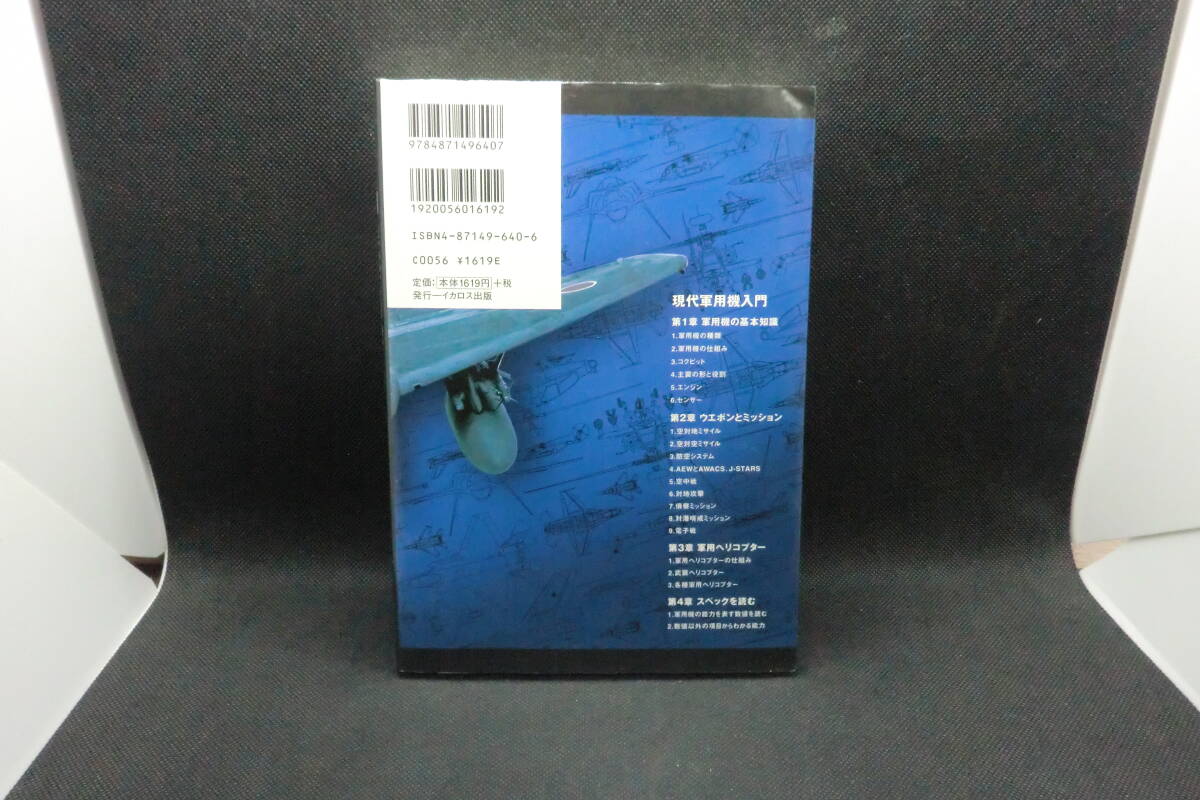 9784871496407
1920056016192
ISBN4-87149-640-6
C0056 ¥1619E
定価:本体1619円+税
発行―イカロス出版
現代軍用機入門
第1章 軍用機の基本知識
1.軍用機の種類
2.軍用機の仕組み
3.コクピット
4.主翼の形と役割
5.エンジン
6.センサー
第2章 ウエポンとミッション
1.空対地ミサイル
2.空対空ミサイル
3.防空システム
4.AEWとAWACS、J-STARS
5.空中戦
6.対地攻撃
7.偵察ミッション
8.対潜哨戒ミッション
9.電子戦
第3章 軍用ヘリコプター
1.軍用ヘリコプターの仕組み
2.武装ヘリコプター
3.各種軍用ヘリコプター
第4章 スペックを読む
1.軍用機の能力を表す数値を読む
2.数値以外の項目からわかる能力